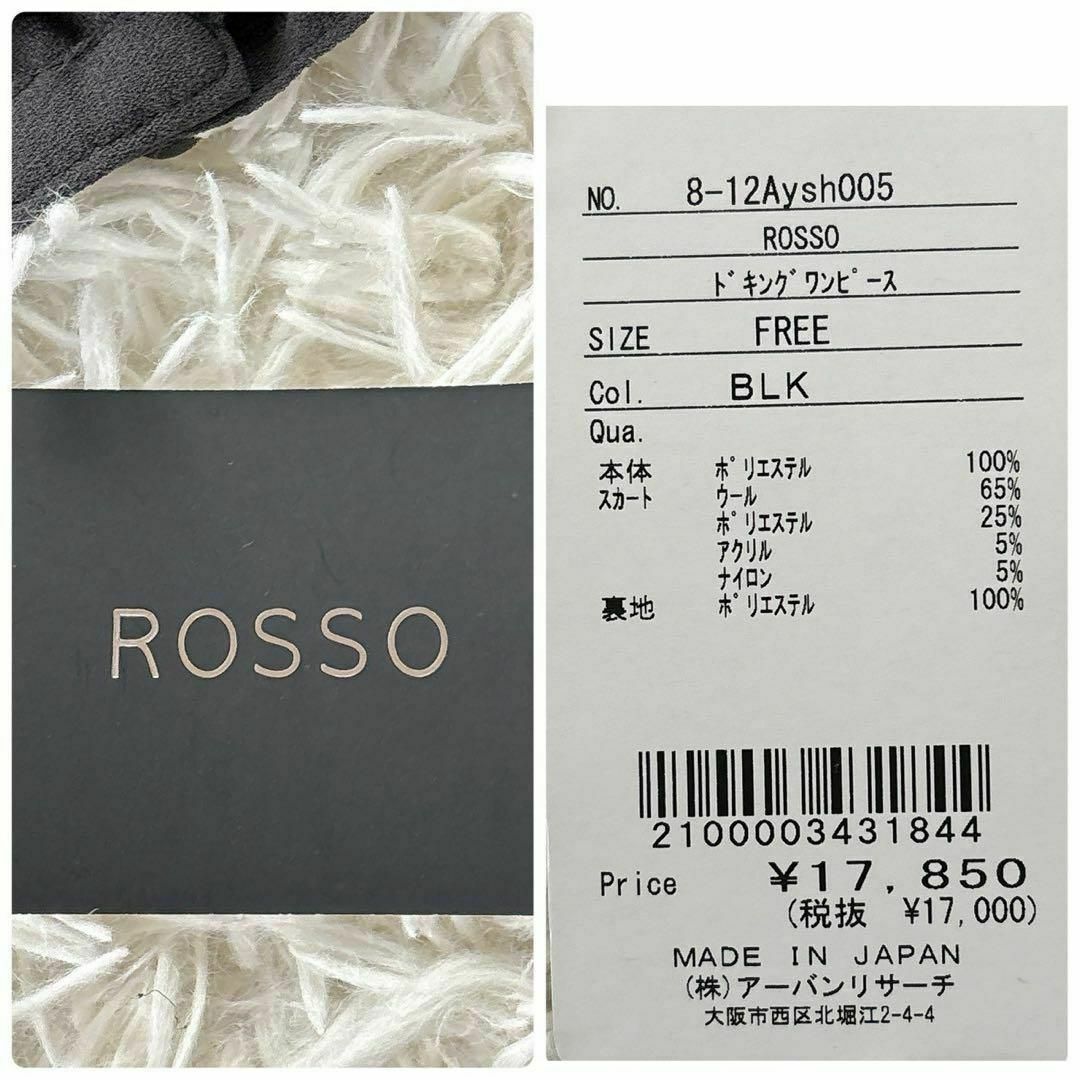 ROSSO
NO. 8-12Aysh005
ROSSO
ﾄﾞｷﾝｸﾞﾜﾝﾋﾟｰｽ
SIZE FREE
Col. BLK
Qua.
本体 ﾎﾟﾘｴｽﾃﾙ 100%
ｽｶｰﾄ ｳｰﾙ 65%
ﾎﾟﾘｴｽﾃﾙ 25%
ｱｸﾘﾙ 5%
ﾅｲﾛﾝ 5%
裏地 ﾎﾟﾘｴｽﾃﾙ 100%
2100003431844
Price ¥17,850
(税抜 ¥17,000)
MADE IN JAPAN
(株)アーバンリサーチ
大阪市西区北堀江2-4-4